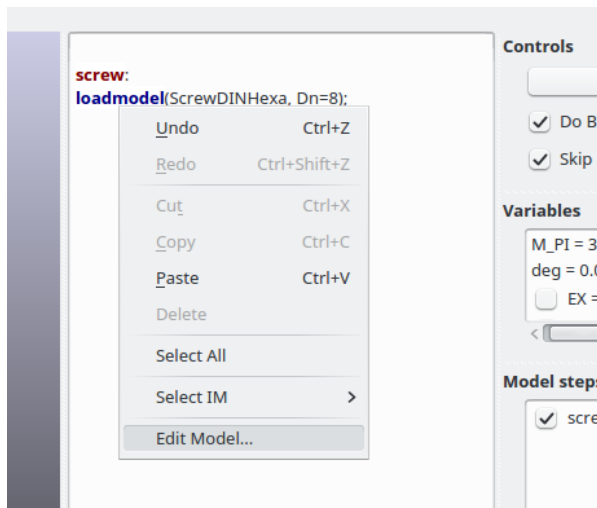 screw:
loadmodel(ScrewDINHexa, Dn=8);
Undo Ctrl+Z
Redo Ctrl+Shift+Z
Cut Ctrl+X
Copy Ctrl+C
Paste Ctrl+V
Delete
Select All
Select IM
Edit Model...
Controls
Do B
Skip
Variables
M_PI = 3
deg = 0.0
EX =
Model steps
scre